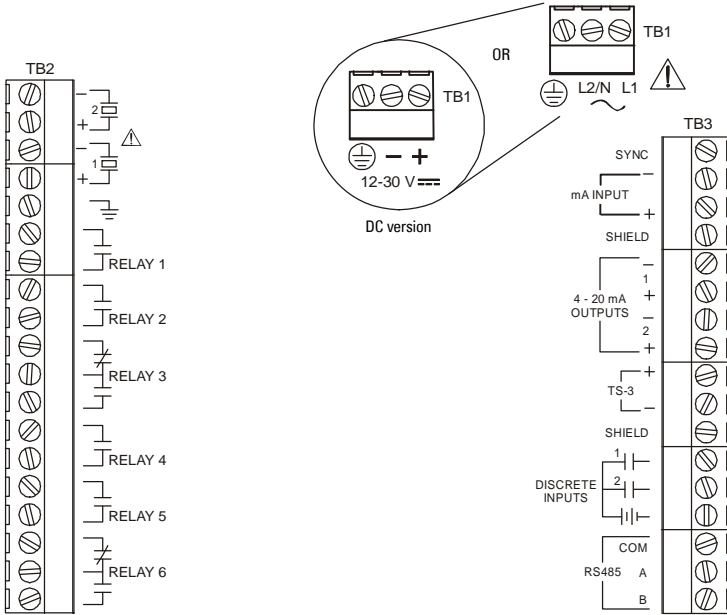 TB2
−
2
+
−
1
+
RELAY 1
RELAY 2
RELAY 3
RELAY 4
RELAY 5
RELAY 6
TB1
− +
12-30 V
DC version
OR
TB1
L2/N L1
TB3
SYNC
−
mA INPUT
+
SHIELD
−
1
+
4 - 20 mA
OUTPUTS
−
2
+
+
TS-3
−
SHIELD
1
2
DISCRETE
INPUTS
COM
RS485 A
B